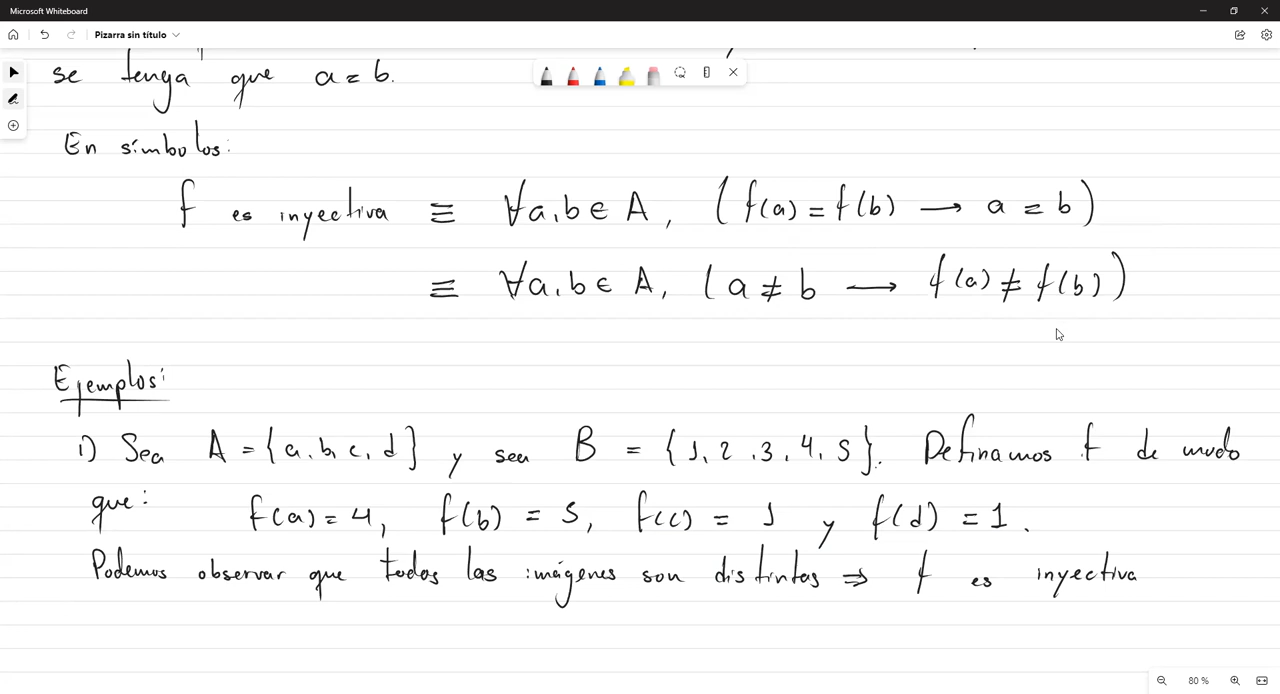 Microsoft Whiteboard
Pizarra sin título
se tenga que a = b.
En símbolos:
f es inyectiva ≡ ∀a,b ∈ A, (f(a) = f(b) → a = b)
≡ ∀a,b ∈ A, (a ≠ b → f(a) ≠ f(b))
Ejemplos:
1) Sea A = {a, b, c, d} y sea B = {1, 2, 3, 4, 5}. Definamos f de modo
que: f(a) = 4, f(b) = 5, f(c) = 1 y f(d) = 1.
Podemos observar que todas las imágenes son distintas ⇒ f es inyectiva
80 %